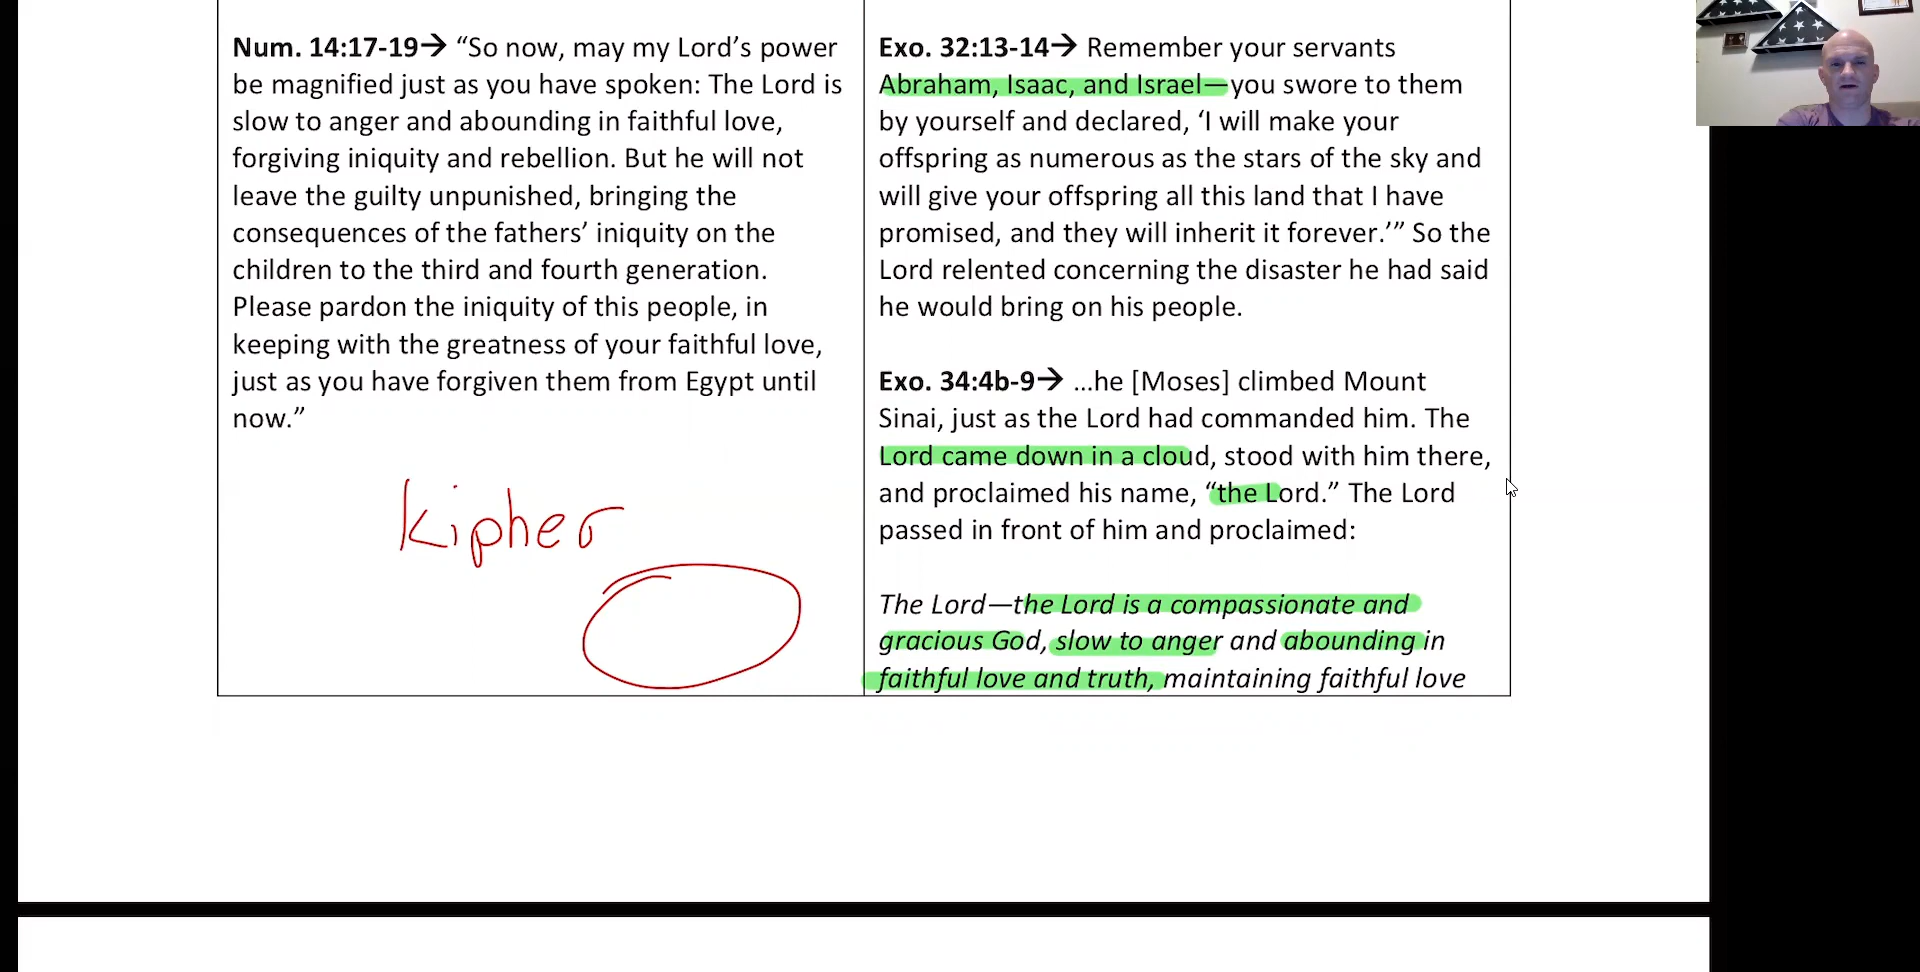 Num. 14:17-19→ “So now, may my Lord’s power
be magnified just as you have spoken: The Lord is
slow to anger and abounding in faithful love,
forgiving iniquity and rebellion. But he will not
leave the guilty unpunished, bringing the
consequences of the fathers’ iniquity on the
children to the third and fourth generation.
Please pardon the iniquity of this people, in
keeping with the greatness of your faithful love,
just as you have forgiven them from Egypt until
now.”
kipher
Exo. 32:13-14→ Remember your servants
Abraham, Isaac, and Israel—you swore to them
by yourself and declared, ‘I will make your
offspring as numerous as the stars of the sky and
will give your offspring all this land that I have
promised, and they will inherit it forever.’” So the
Lord relented concerning the disaster he had said
he would bring on his people.
Exo. 34:4b-9→ …he [Moses] climbed Mount
Sinai, just as the Lord had commanded him. The
Lord came down in a cloud, stood with him there,
and proclaimed his name, “the Lord.” The Lord
passed in front of him and proclaimed:
The Lord—the Lord is a compassionate and
gracious God, slow to anger and abounding in
faithful love and truth, maintaining faithful love